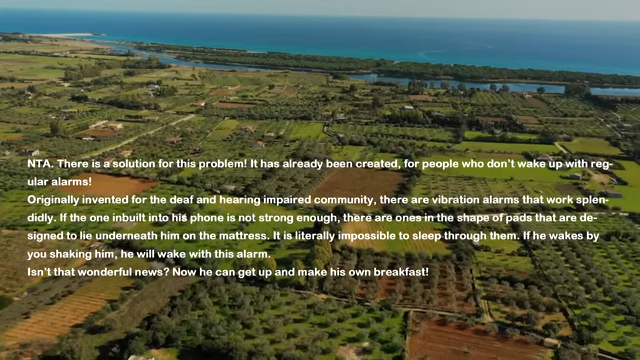 NTA. There is a solution for this problem! It has already been created, for people who don't wake up with reg-
ular alarms!
Originally invented for the deaf and hearing impaired community, there are vibration alarms that work splen-
didly. If the one inbuilt into his phone is not strong enough, there are ones in the shape of pads that are de-
signed to lie underneath him on the mattress. It is literally impossible to sleep through them. If he wakes by
you shaking him, he will wake with this alarm.
Isn't that wonderful news? Now he can get up and make his own breakfast!